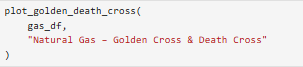 plot_golden_death_cross(
    gas_df,
    "Natural Gas – Golden Cross & Death Cross"
)